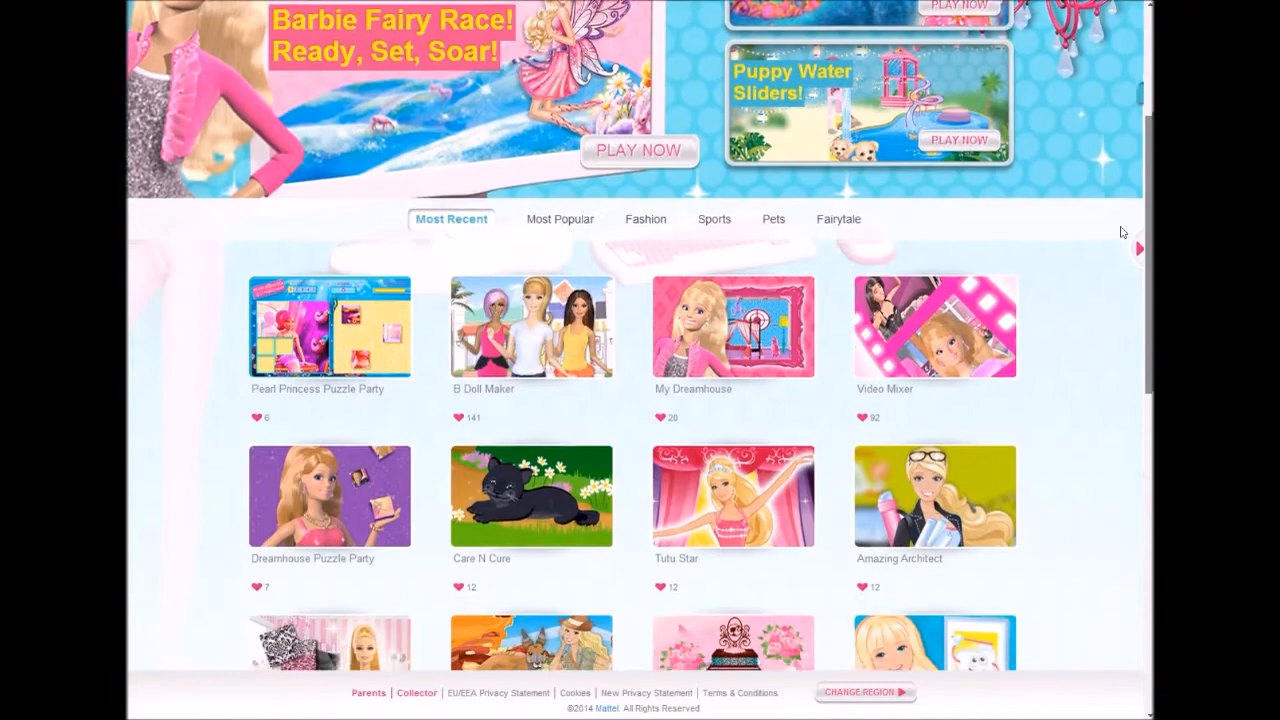 Barbie Fairy Race!
Ready, Set, Soar!
PLAY NOW
PLAY NOW
Puppy Water
Sliders!
PLAY NOW
Most Recent
Most Popular
Fashion
Sports
Pets
Fairytale
Pearl Princess Puzzle Party
B Doll Maker
My Dreamhouse
Video Mixer
6
141
20
92
Dreamhouse Puzzle Party
Care N Cure
Tutu Star
Amazing Architect
7
12
12
12
Parents | Collector | EU/EEA Privacy Statement | Cookies | New Privacy Statement | Terms & Conditions
CHANGE REGION
©2014 Mattel. All Rights Reserved.